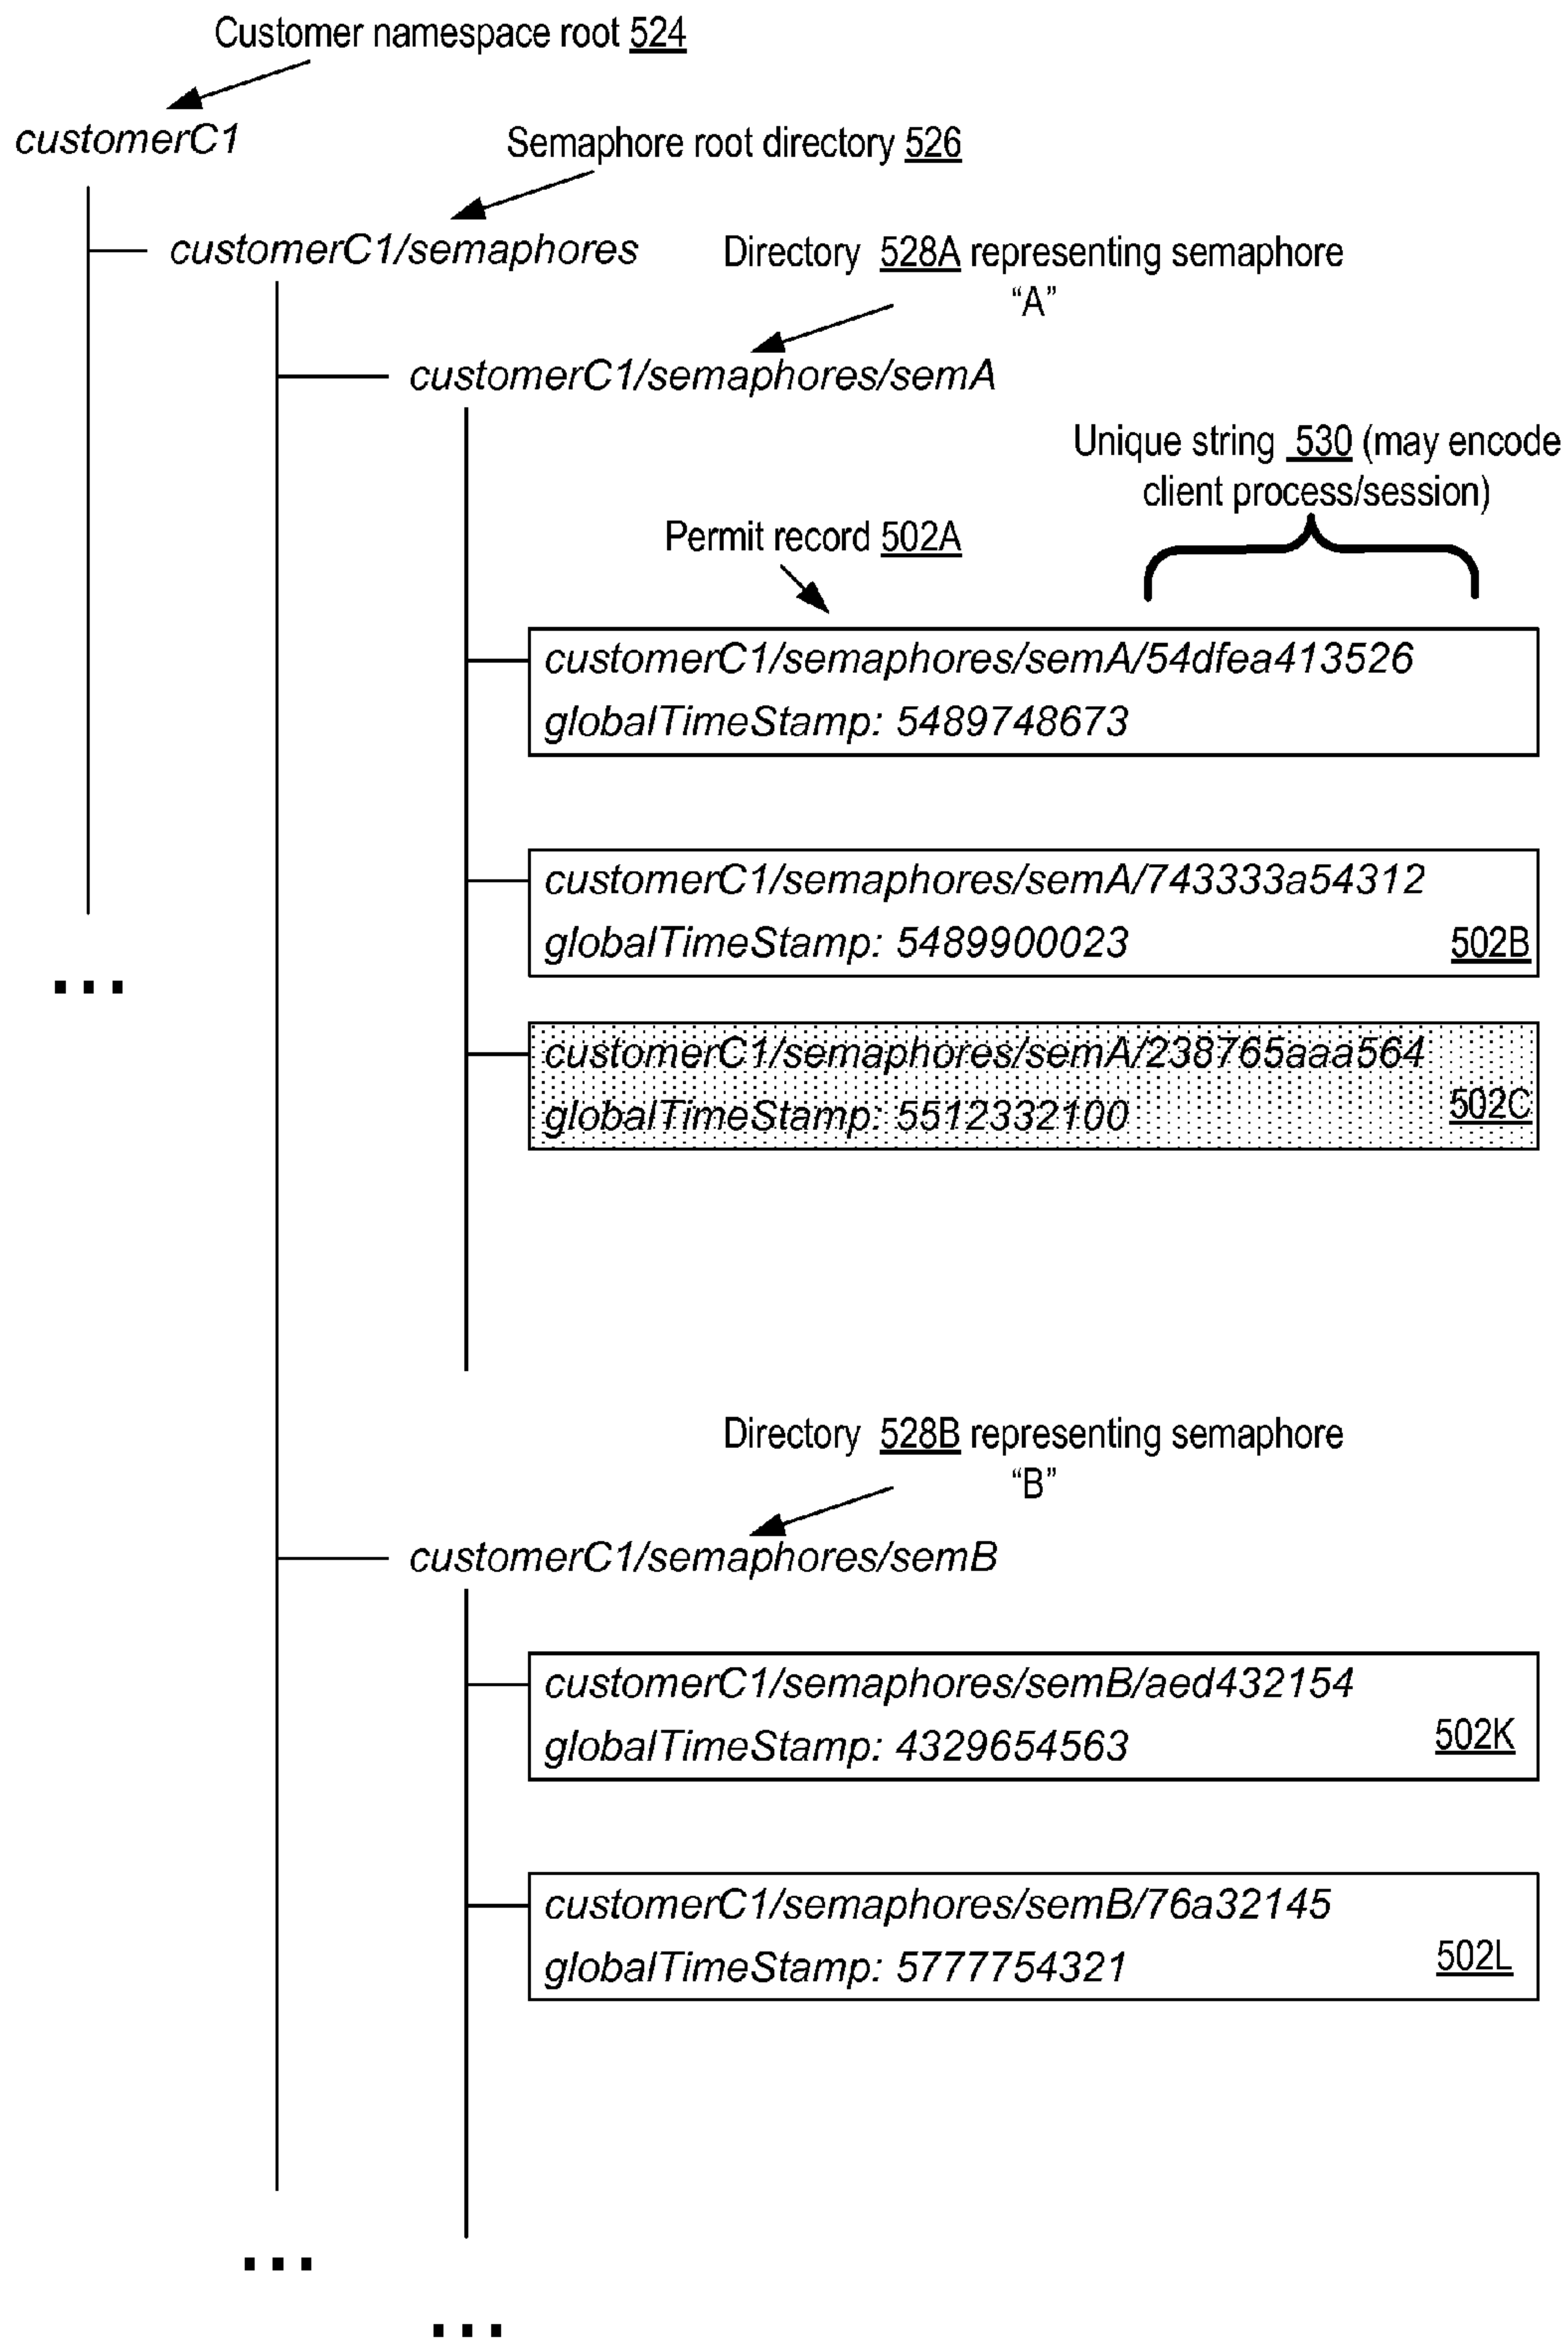 Customer namespace root 524
customerC1
Semaphore root directory 526
customerC1/semaphores
Directory 528A representing semaphore
“A”
customerC1/semaphores/semA
Unique string 530 (may encode
client process/session)
Permit record 502A
customerC1/semaphores/semA/54dfea413526
globalTimeStamp: 5489748673
customerC1/semaphores/semA/743333a54312
globalTimeStamp: 5489900023
502B
...
customerC1/semaphores/semA/238765aaa564
globalTimeStamp: 5512332100
502C
Directory 528B representing semaphore
“B”
customerC1/semaphores/semB
customerC1/semaphores/semB/aed432154
globalTimeStamp: 4329654563
502K
customerC1/semaphores/semB/76a32145
globalTimeStamp: 5777754321
502L
...
...